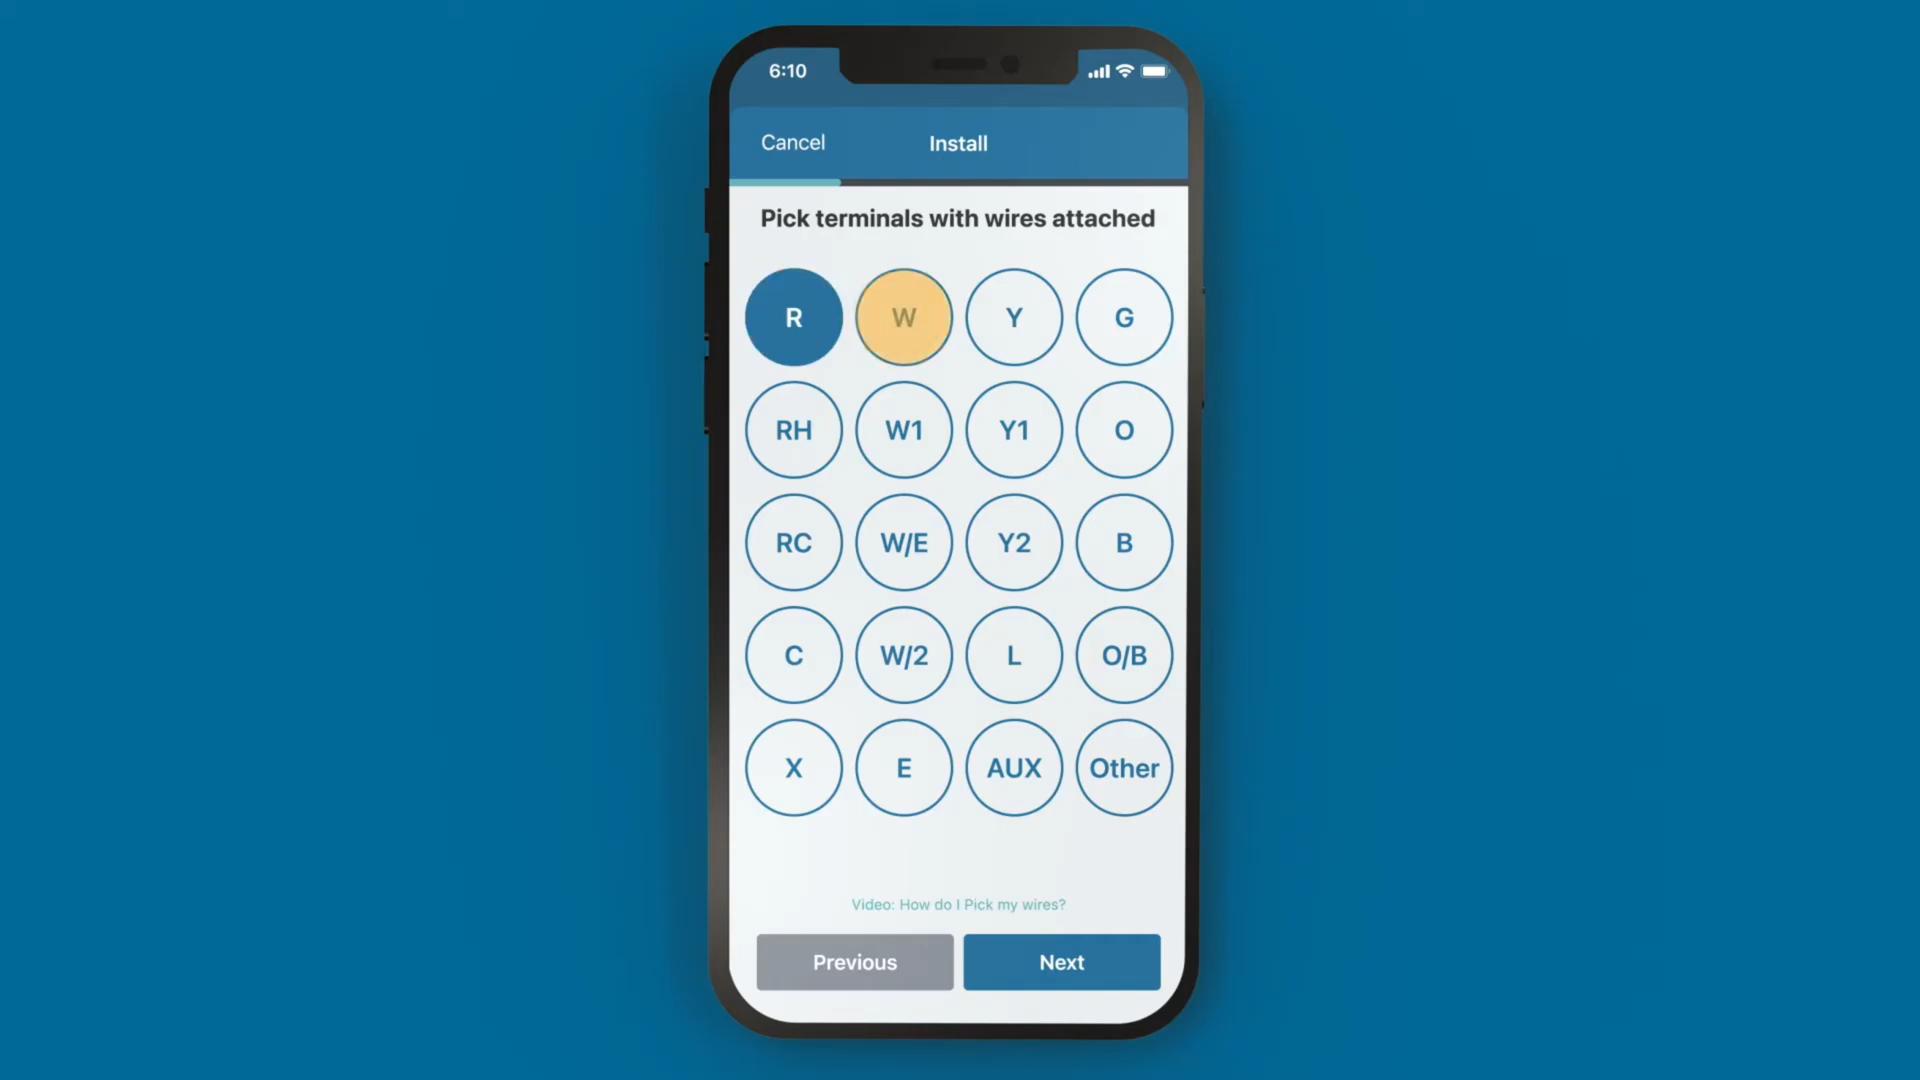 6:10
Cancel
Install
Pick terminals with wires attached
R
W
Y
G
RH
W1
Y1
O
RC
W/E
Y2
B
C
W/2
L
O/B
X
E
AUX
Other
Video: How do I Pick my wires?
Previous
Next